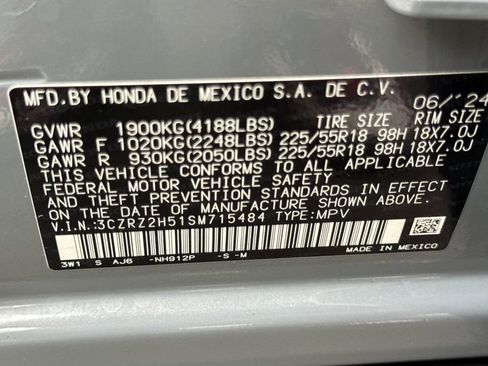 MFD.BY HONDA DE MEXICO S.A. DE C.V. 06/'24
TIRE SIZE RIM SIZE
GVWR 1900KG(4188LBS)
GAWR F 1020KG(2248LBS) 225/55R18 98H 18X7.0J
GAWR R 930KG(2050LBS) 225/55R18 98H 18X7.0J
THIS VEHICLE CONFORMS TO ALL APPLICABLE
FEDERAL MOTOR VEHICLE SAFETY
AND THEFT PREVENTION STANDARDS IN EFFECT
ON THE DATE OF MANUFACTURE SHOWN ABOVE.
V.I.N.:3CZRZ2H51SM715484 TYPE:MPV
3W1 S AJ6 -NH912P -S -M MADE IN MEXICO